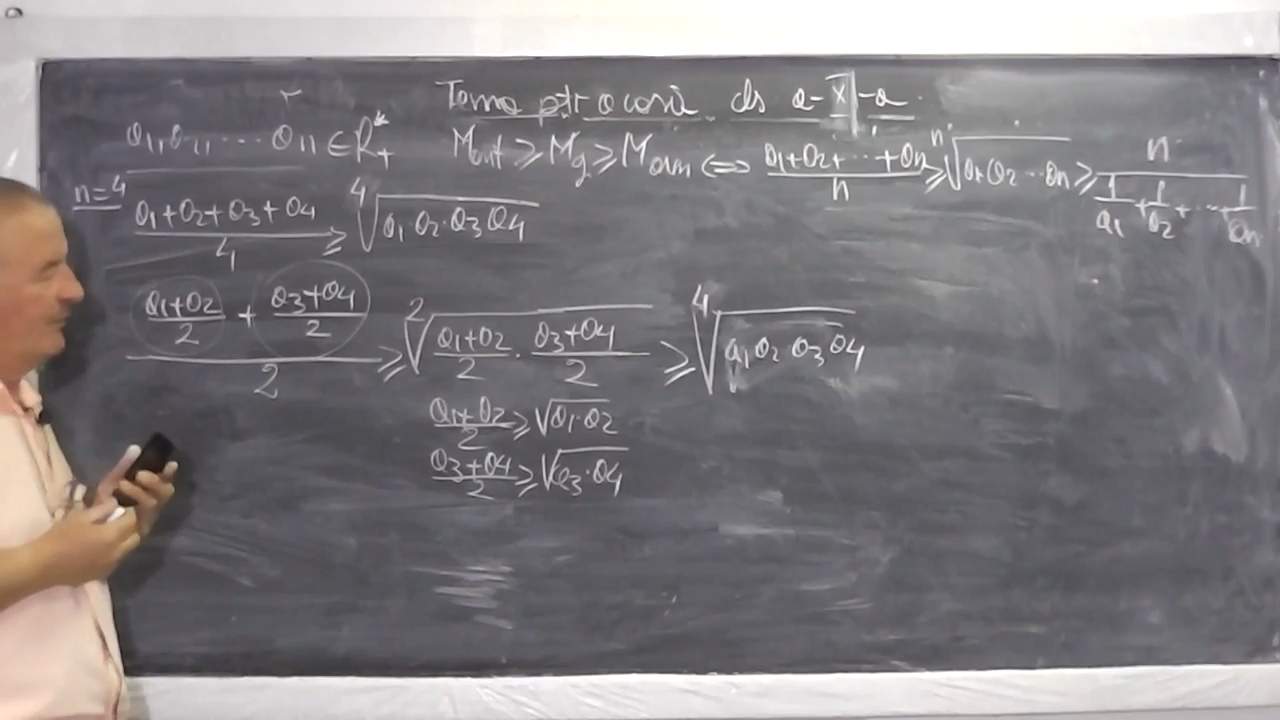 Tema ptr acasă cls a-X-a
a1, a2, ... an ∈ R*+ Marit ≥ Mg ≥ Marm ⇔ (a1+a2+...+an)/n ≥ ⁿ√(a1 a2 ... an) ≥ n/(1/a1 + 1/a2 + ... + 1/an)
n=4
(a1+a2+a3+a4)/4 ≥ ⁴√(a1 a2·a3 a4)
((a1+a2)/2 + (a3+a4)/2)/2 ≥ ²√((a1+a2)/2 · (a3+a4)/2) ≥ ⁴√(a1 a2 a3 a4)
(a1+a2)/2 ≥ √(a1·a2)
(a3+a4)/2 ≥ √(a3·a4)